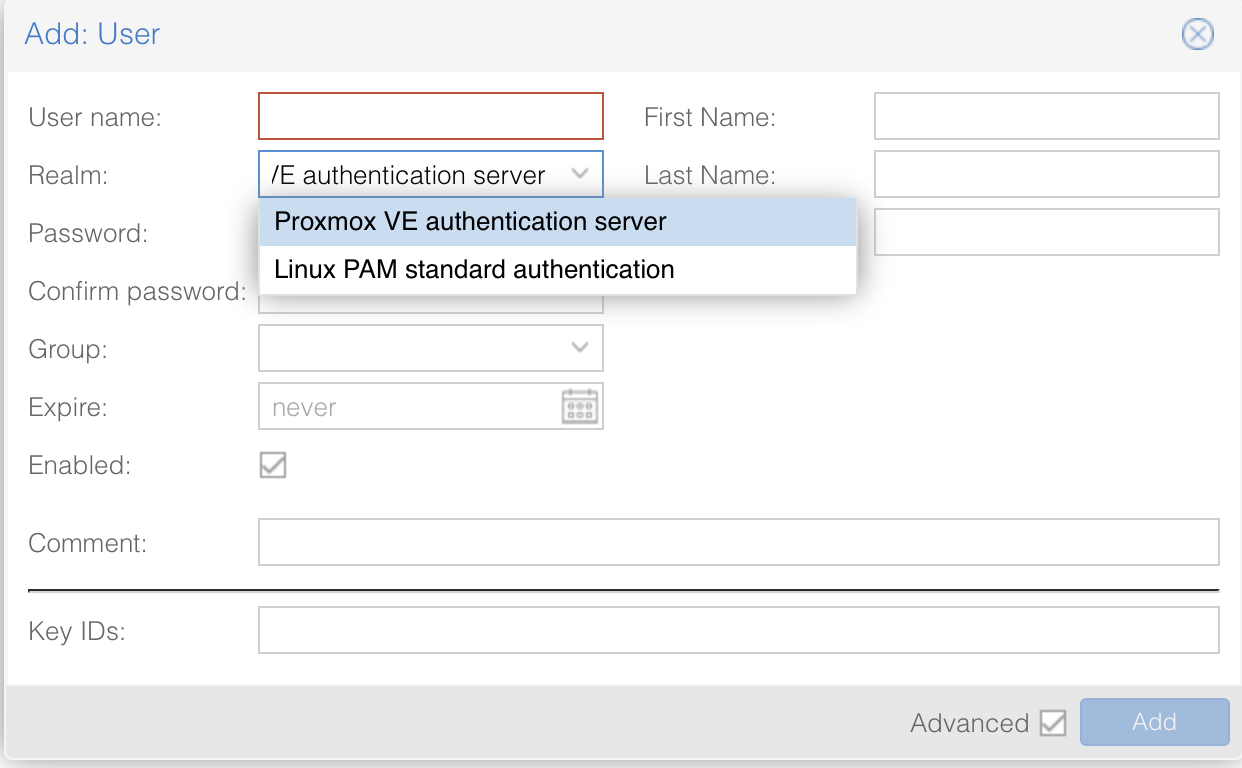 Add: User
User name:
First Name:
Realm:
/E authentication server
Last Name:
Proxmox VE authentication server
Linux PAM standard authentication
Password:
Confirm password:
Group:
Expire:
never
Enabled:
Comment:
Key IDs:
Advanced
Add